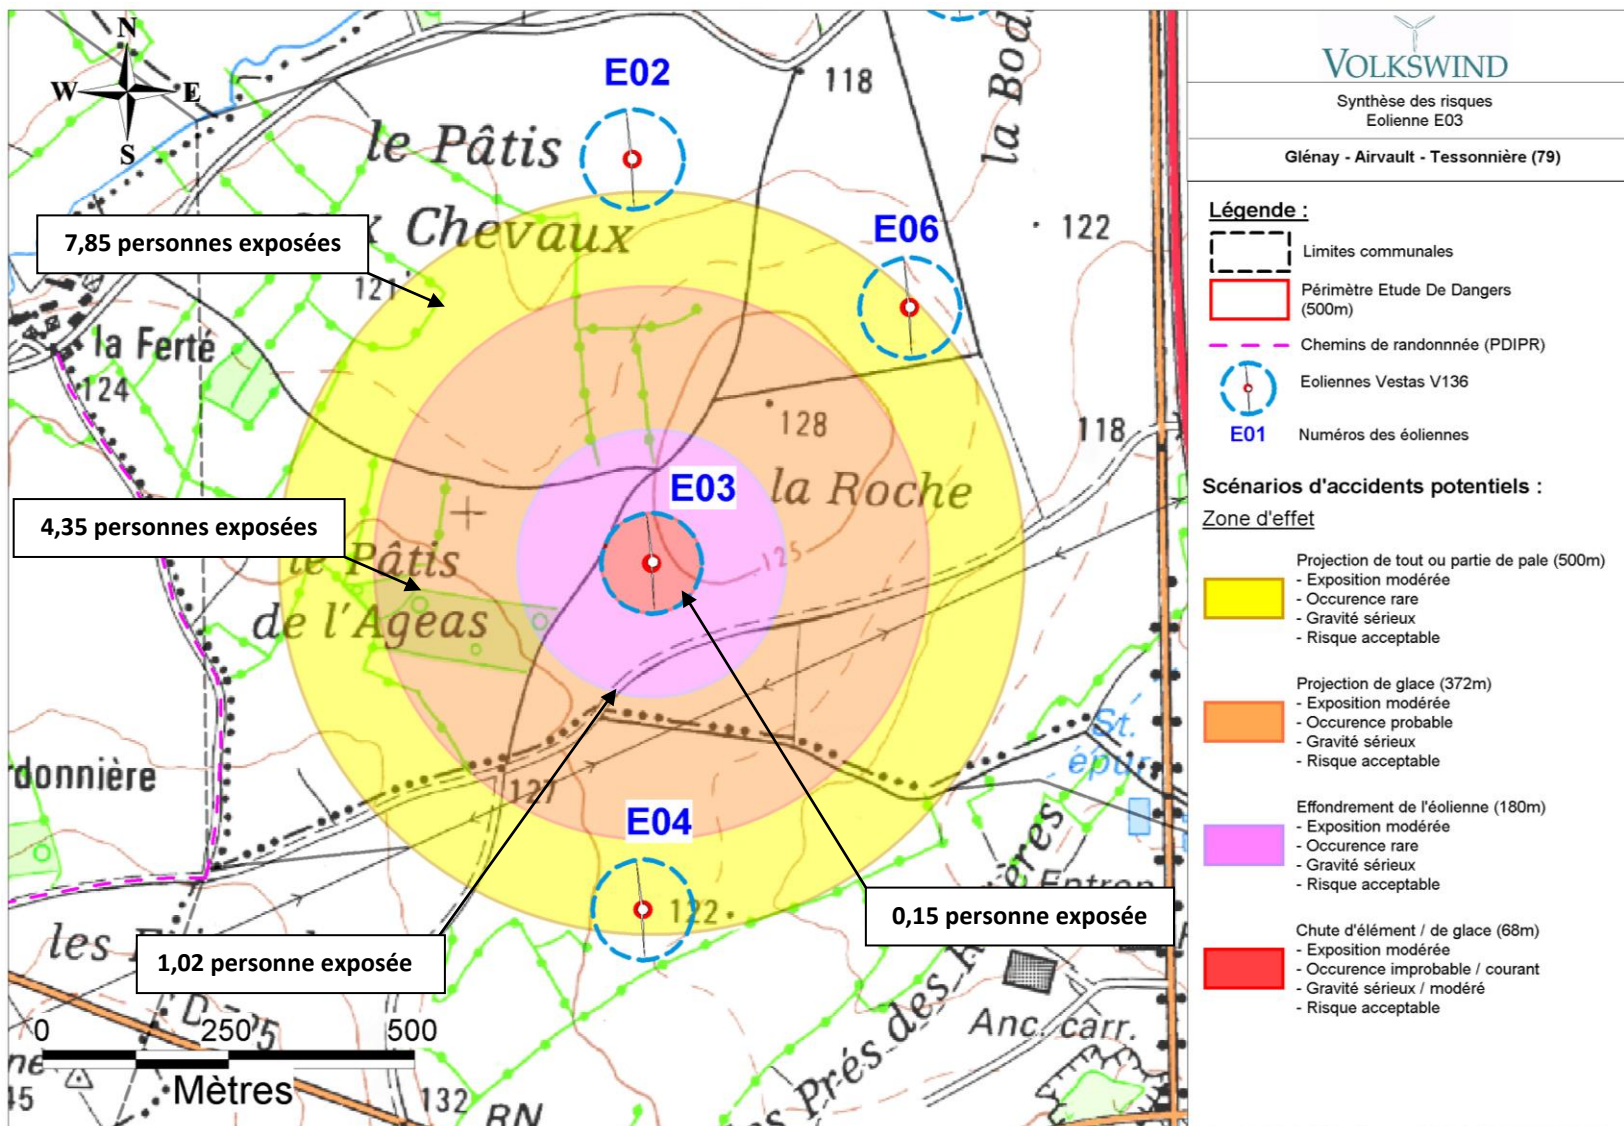 N
W
E
S
E02
118
le Pâtis
Chevaux
la Bod
E06
122
7,85 personnes exposées
121
la Ferté
124
128
118
E03
la Roche
4,35 personnes exposées
125
le Pâtis
de l'Ageas
St.
épur.
donnière
127
E04
122
0,15 personne exposée
les
1,02 personne exposée
Prés des
Anc. carr.
0
250
500
Mètres
45
132
RN
VOLKSWIND
Synthèse des risques
Eolienne E03
Glénay - Airvault - Tessonnière (79)
Légende :
Limites communales
Périmètre Etude De Dangers
(500m)
Chemins de randonnnée (PDIPR)
Eoliennes Vestas V136
E01
Numéros des éoliennes
Scénarios d'accidents potentiels :
Zone d'effet
Projection de tout ou partie de pale (500m)
- Exposition modérée
- Occurence rare
- Gravité sérieux
- Risque acceptable
Projection de glace (372m)
- Exposition modérée
- Occurence probable
- Gravité sérieux
- Risque acceptable
Effondrement de l'éolienne (180m)
- Exposition modérée
- Occurence rare
- Gravité sérieux
- Risque acceptable
Chute d'élément / de glace (68m)
- Exposition modérée
- Occurence improbable / courant
- Gravité sérieux / modéré
- Risque acceptable